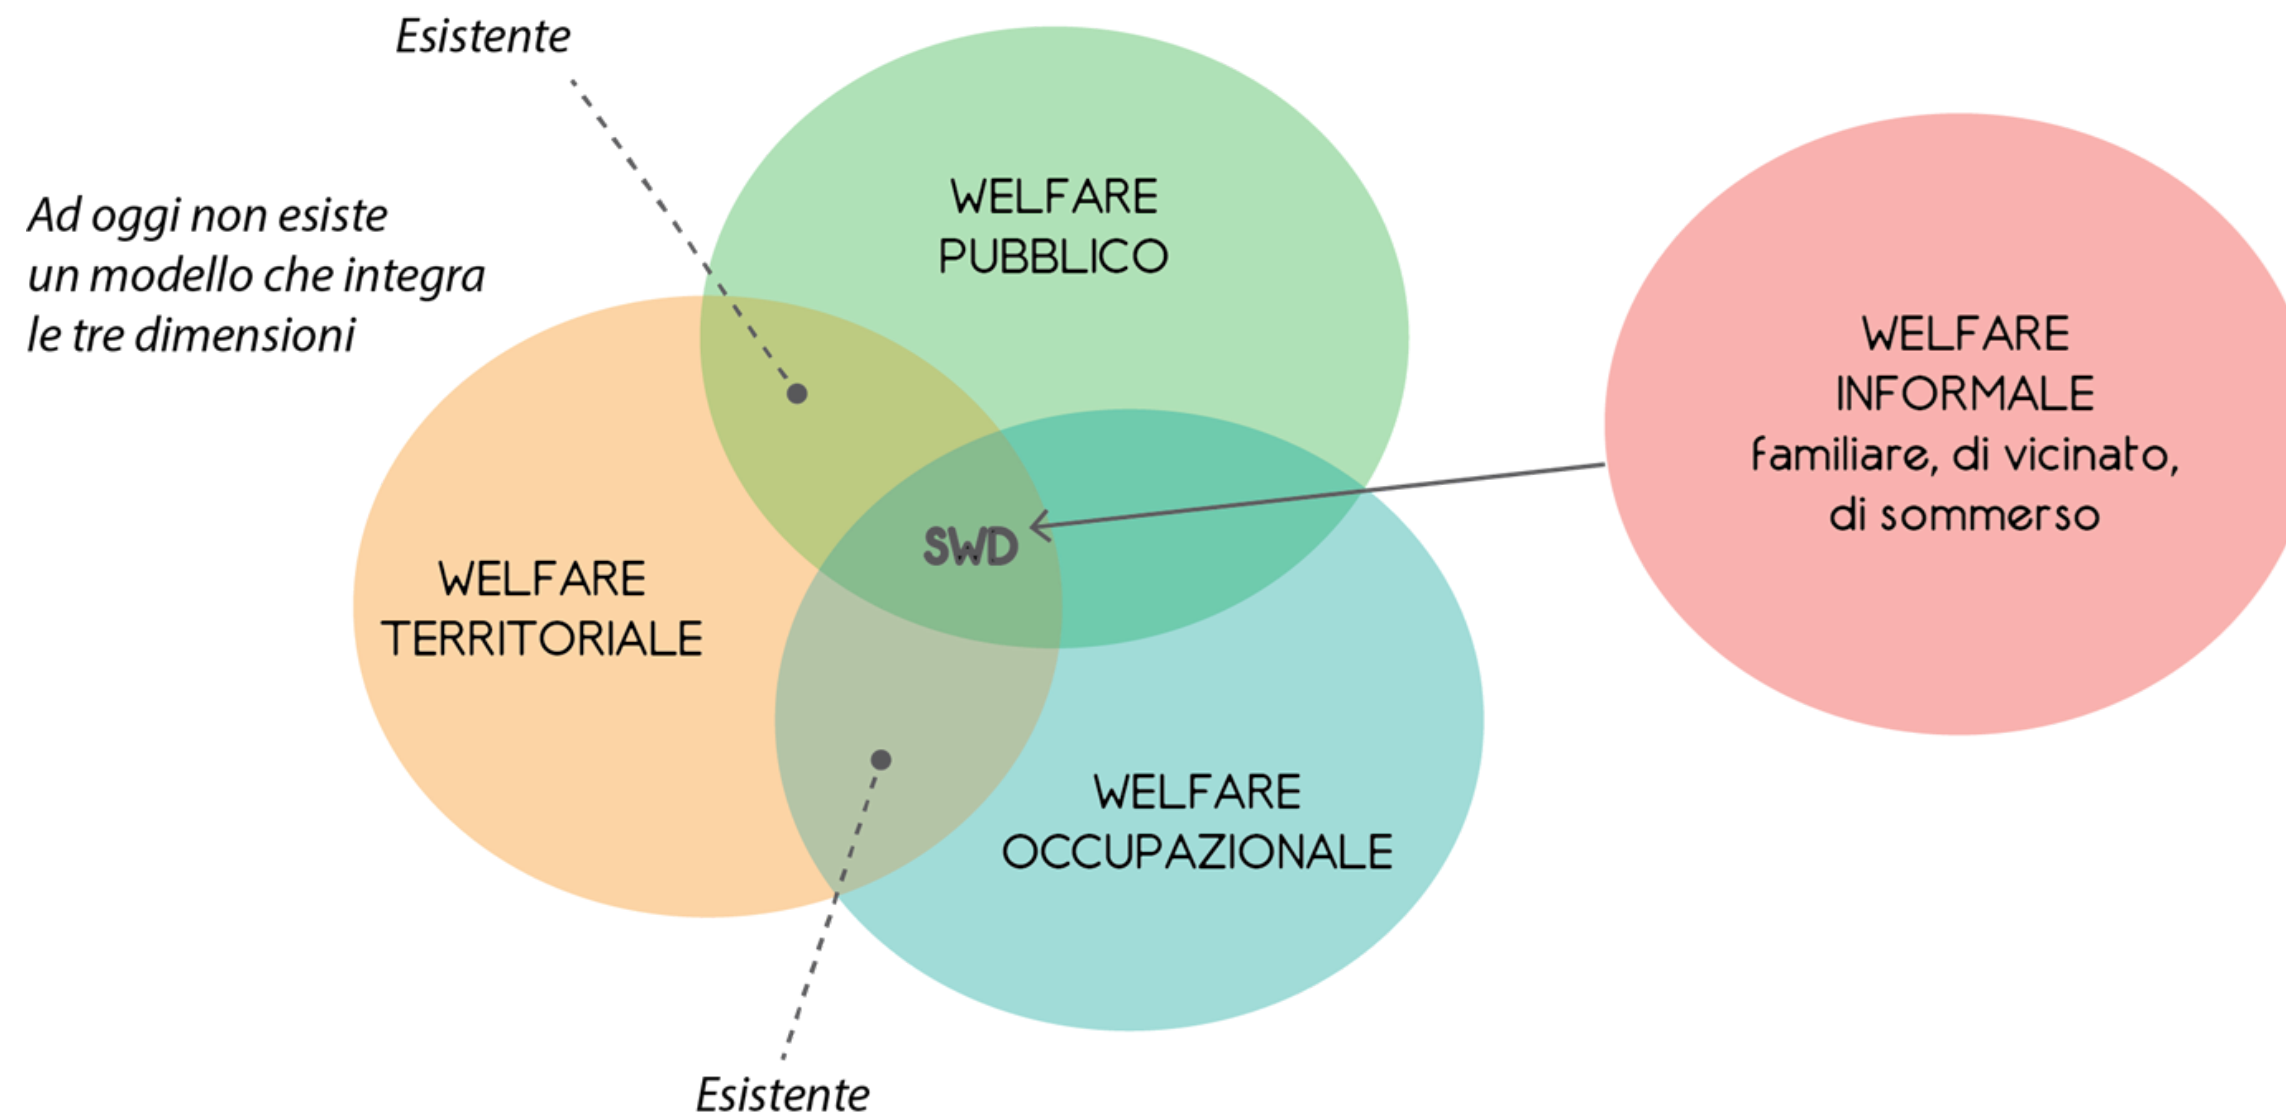 Esistente
Ad oggi non esiste
un modello che integra
le tre dimensioni
WELFARE
PUBBLICO
WELFARE
INFORMALE
familiare, di vicinato,
di sommerso
SWD
WELFARE
TERRITORIALE
WELFARE
OCCUPAZIONALE
Esistente